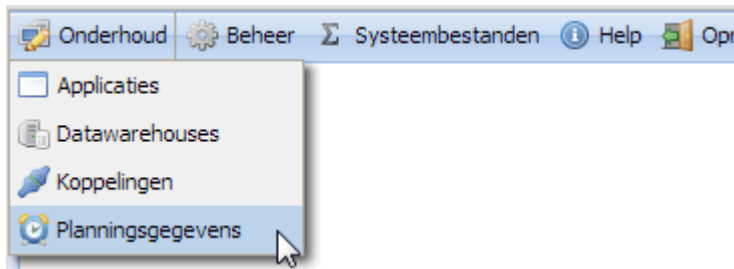 Onderhoud Beheer Σ Systeembestanden Help
Applicaties
Datawarehouses
Koppelingen
Planningsgegevens